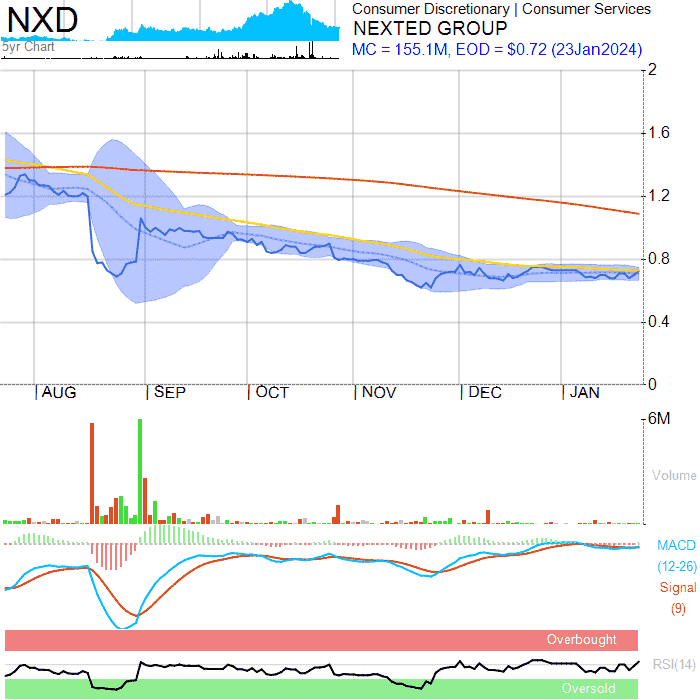 NXD
5yr Chart
Consumer Discretionary | Consumer Services
NEXTED GROUP
MC = 155.1M, EOD = $0.72 (23Jan2024)
2
1.6
1.2
0.8
0.4
0
AUG
SEP
OCT
NOV
DEC
JAN
6M
Volume
MACD
(12-26)
Signal
(9)
Overbought
RSI(14)
Oversold